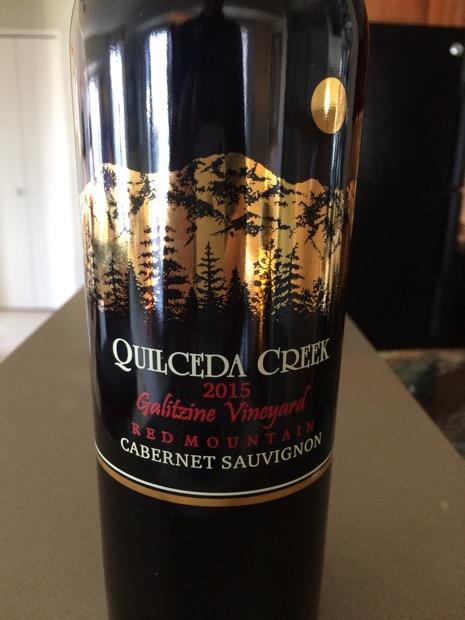 QUILCEDA CREEK
2015
Galitzine Vineyard
RED MOUNTAIN
CABERNET SAUVIGNON